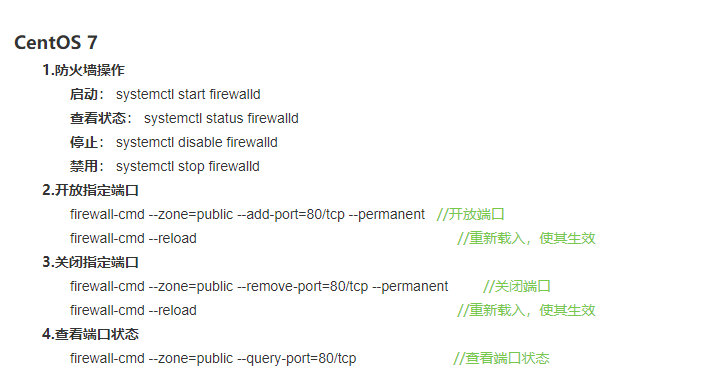 CentOS 7
1.防火墙操作
启动： systemctl start firewalld
查看状态： systemctl status firewalld
停止： systemctl disable firewalld
禁用： systemctl stop firewalld
2.开放指定端口
firewall-cmd --zone=public --add-port=80/tcp --permanent //开放端口
firewall-cmd --reload //重新载入，使其生效
3.关闭指定端口
firewall-cmd --zone=public --remove-port=80/tcp --permanent //关闭端口
firewall-cmd --reload //重新载入，使其生效
4.查看端口状态
firewall-cmd --zone=public --query-port=80/tcp //查看端口状态